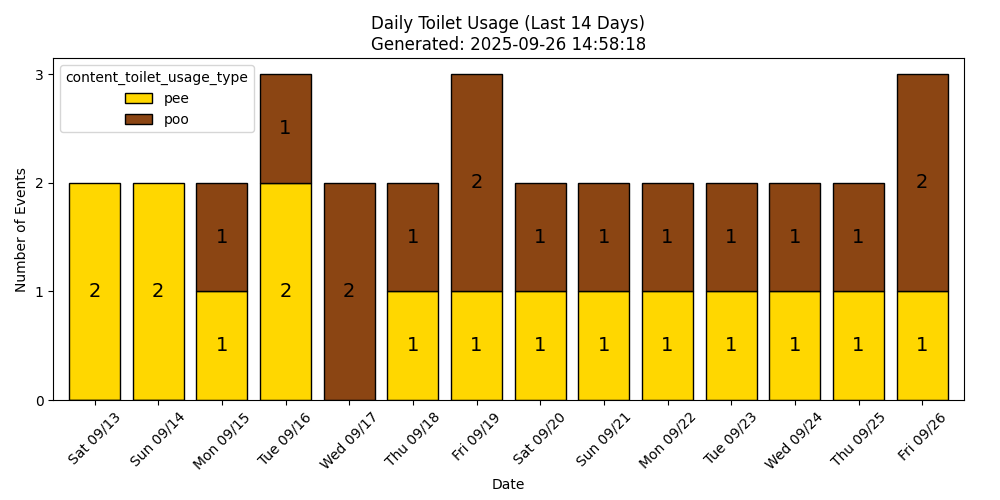 Daily Toilet Usage (Last 14 Days)
Generated: 2025-09-26 14:58:18
content_toilet_usage_type
pee
poo
Number of Events
3
2
1
0
2
2
1
1
2
1
2
1
1
1
2
1
1
1
1
1
1
1
1
1
1
1
1
1
2
Sat 09/13
Sun 09/14
Mon 09/15
Tue 09/16
Wed 09/17
Thu 09/18
Fri 09/19
Sat 09/20
Sun 09/21
Mon 09/22
Tue 09/23
Wed 09/24
Thu 09/25
Fri 09/26
Date